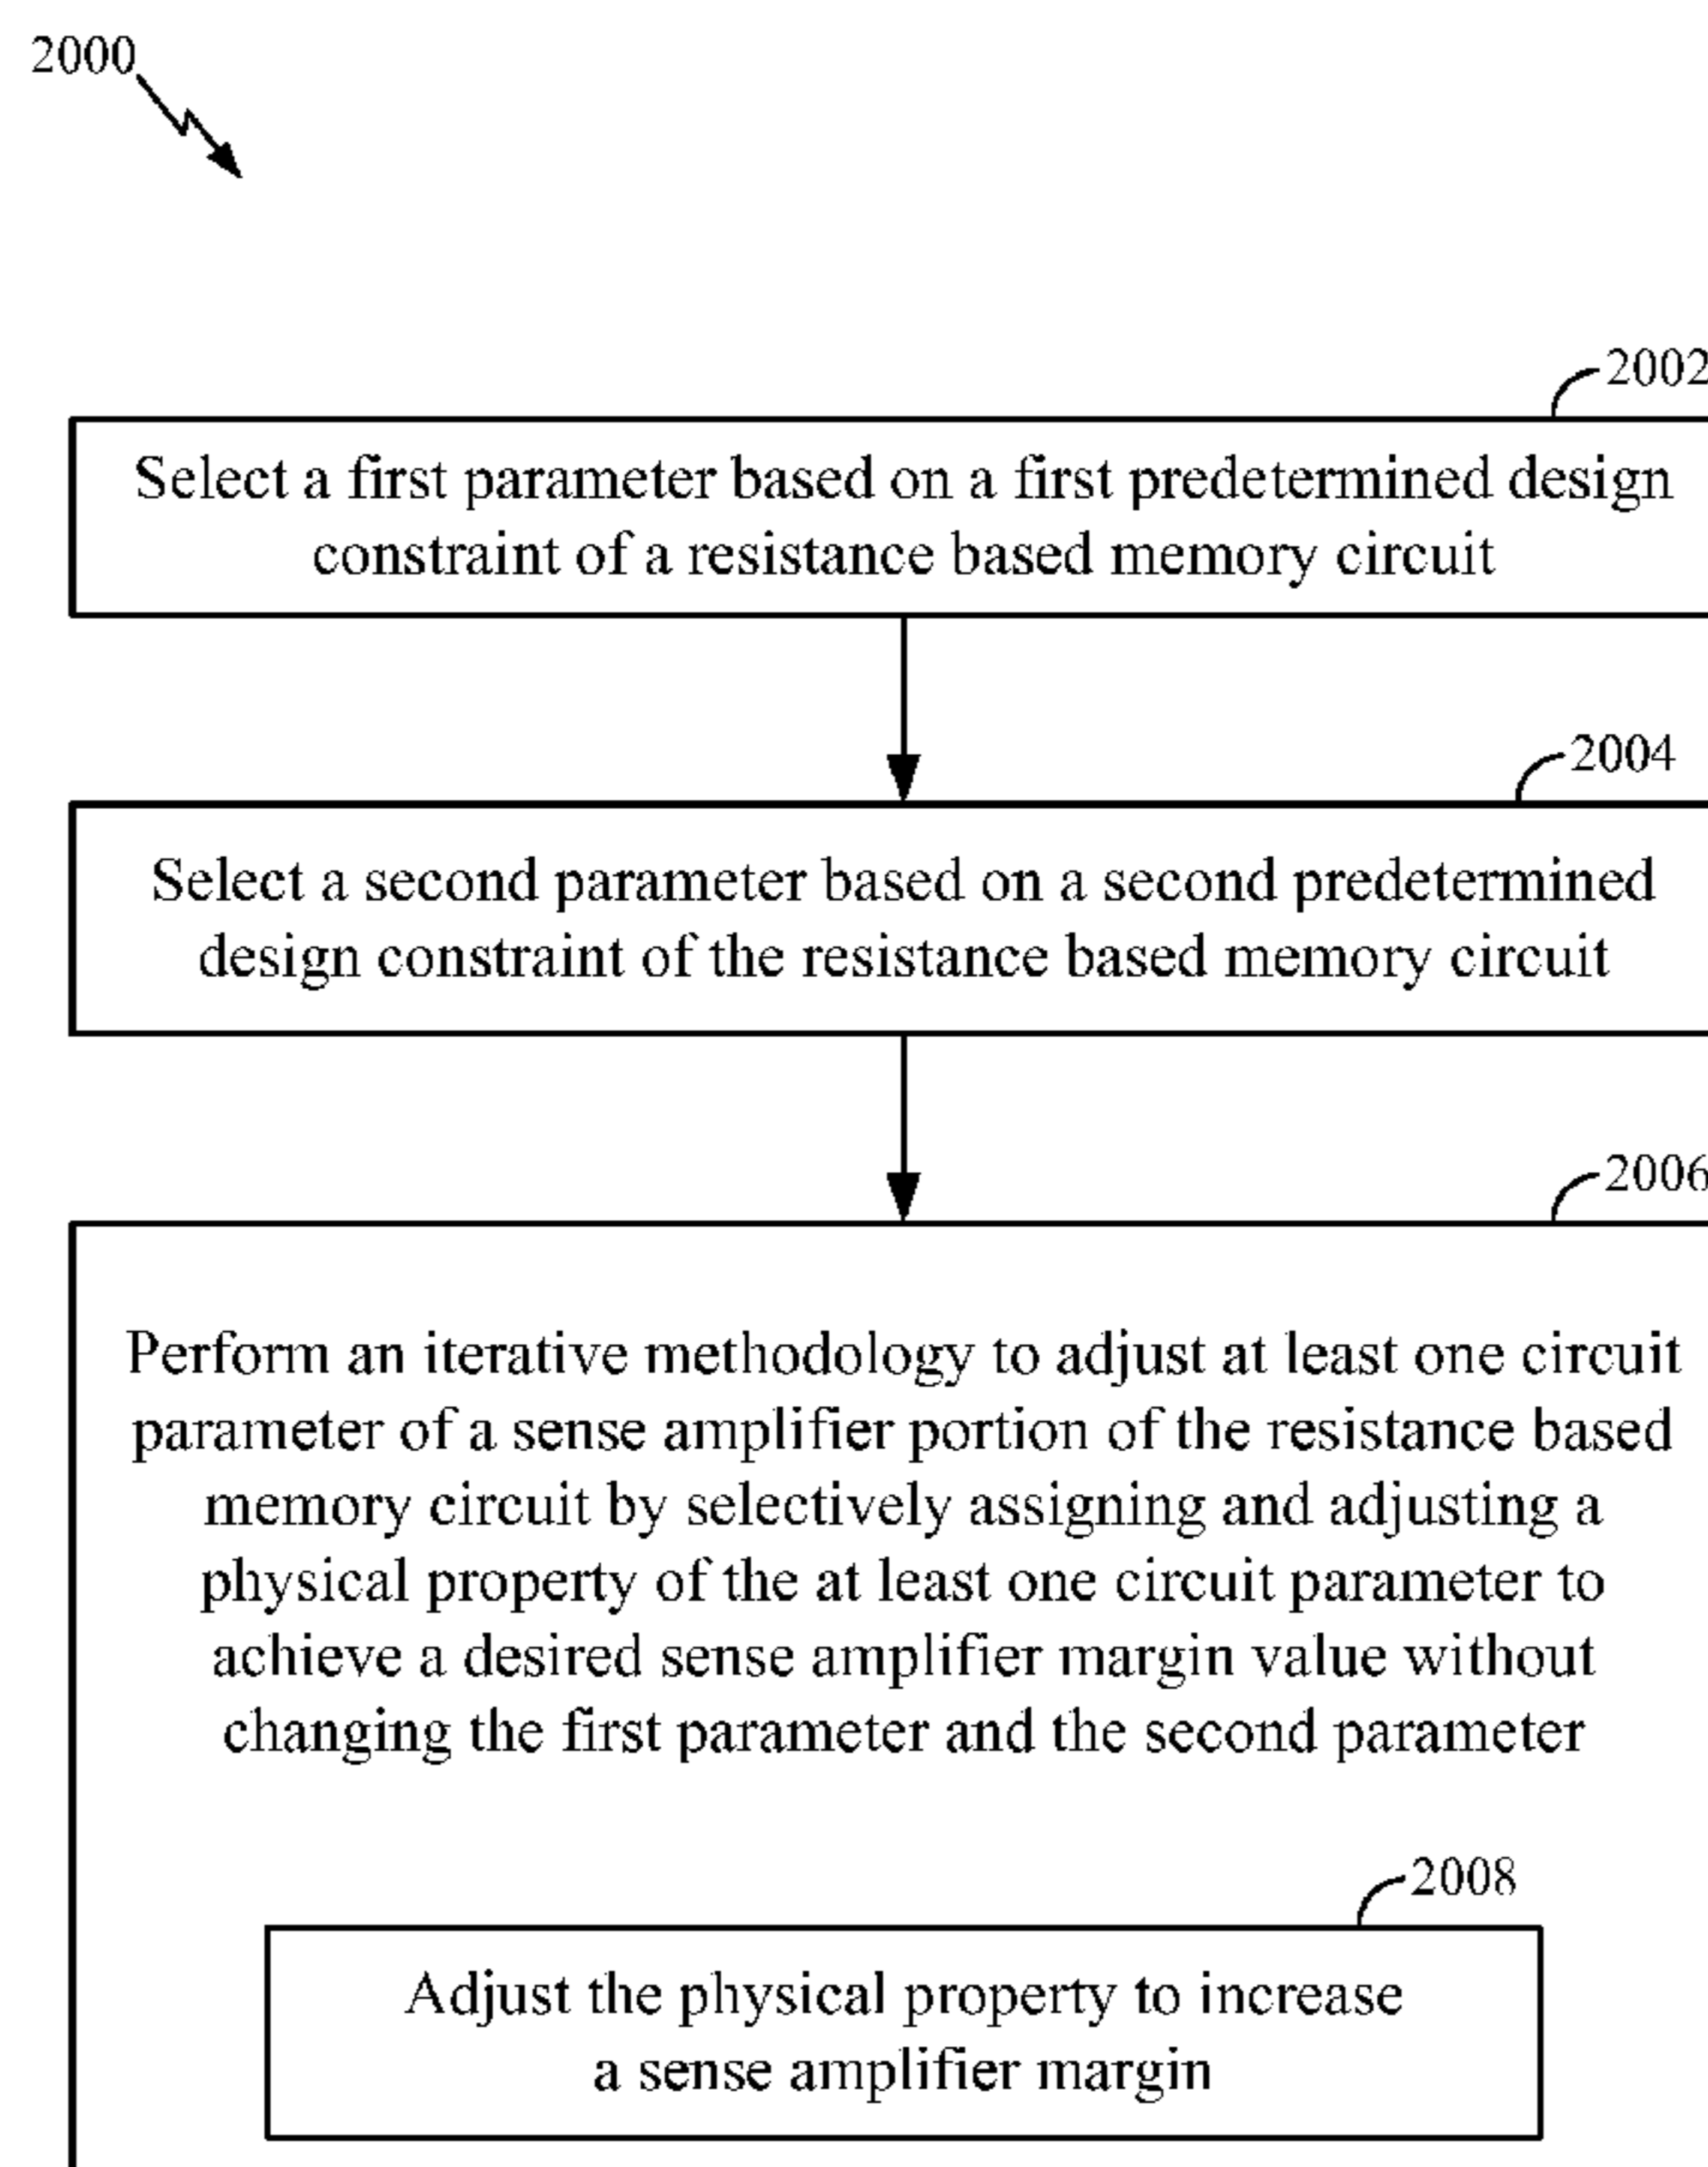 2000
2002
Select a first parameter based on a first predetermined design
constraint of a resistance based memory circuit
2004
Select a second parameter based on a second predetermined
design constraint of the resistance based memory circuit
2006
Perform an iterative methodology to adjust at least one circuit
parameter of a sense amplifier portion of the resistance based
memory circuit by selectively assigning and adjusting a
physical property of the at least one circuit parameter to
achieve a desired sense amplifier margin value without
changing the first parameter and the second parameter
2008
Adjust the physical property to increase
a sense amplifier margin